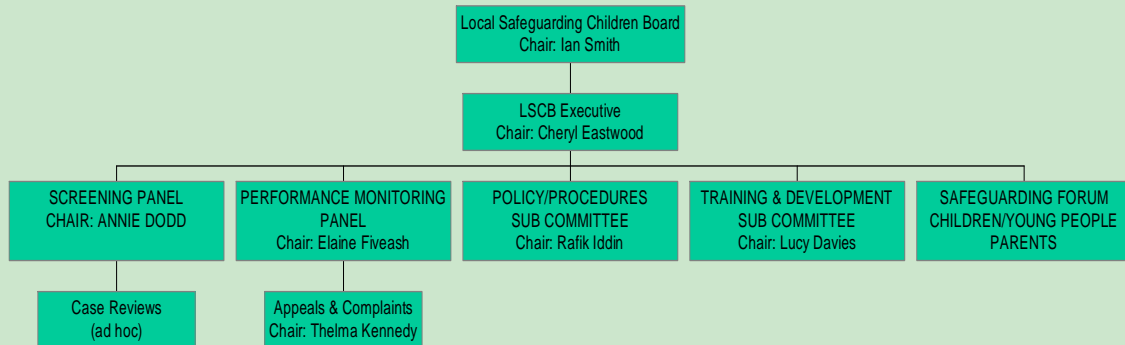 Local Safeguarding Children Board
Chair: Ian Smith
LSCB Executive
Chair: Cheryl Eastwood
SCREENING PANEL
CHAIR: ANNIE DODD
PERFORMANCE MONITORING
PANEL
Chair: Elaine Fiveash
POLICY/PROCEDURES
SUB COMMITTEE
Chair: Rafik Iddin
TRAINING & DEVELOPMENT
SUB COMMITTEE
Chair: Lucy Davies
SAFEGUARDING FORUM
CHILDREN/YOUNG PEOPLE
PARENTS
Case Reviews
(ad hoc)
Appeals & Complaints
Chair: Thelma Kennedy